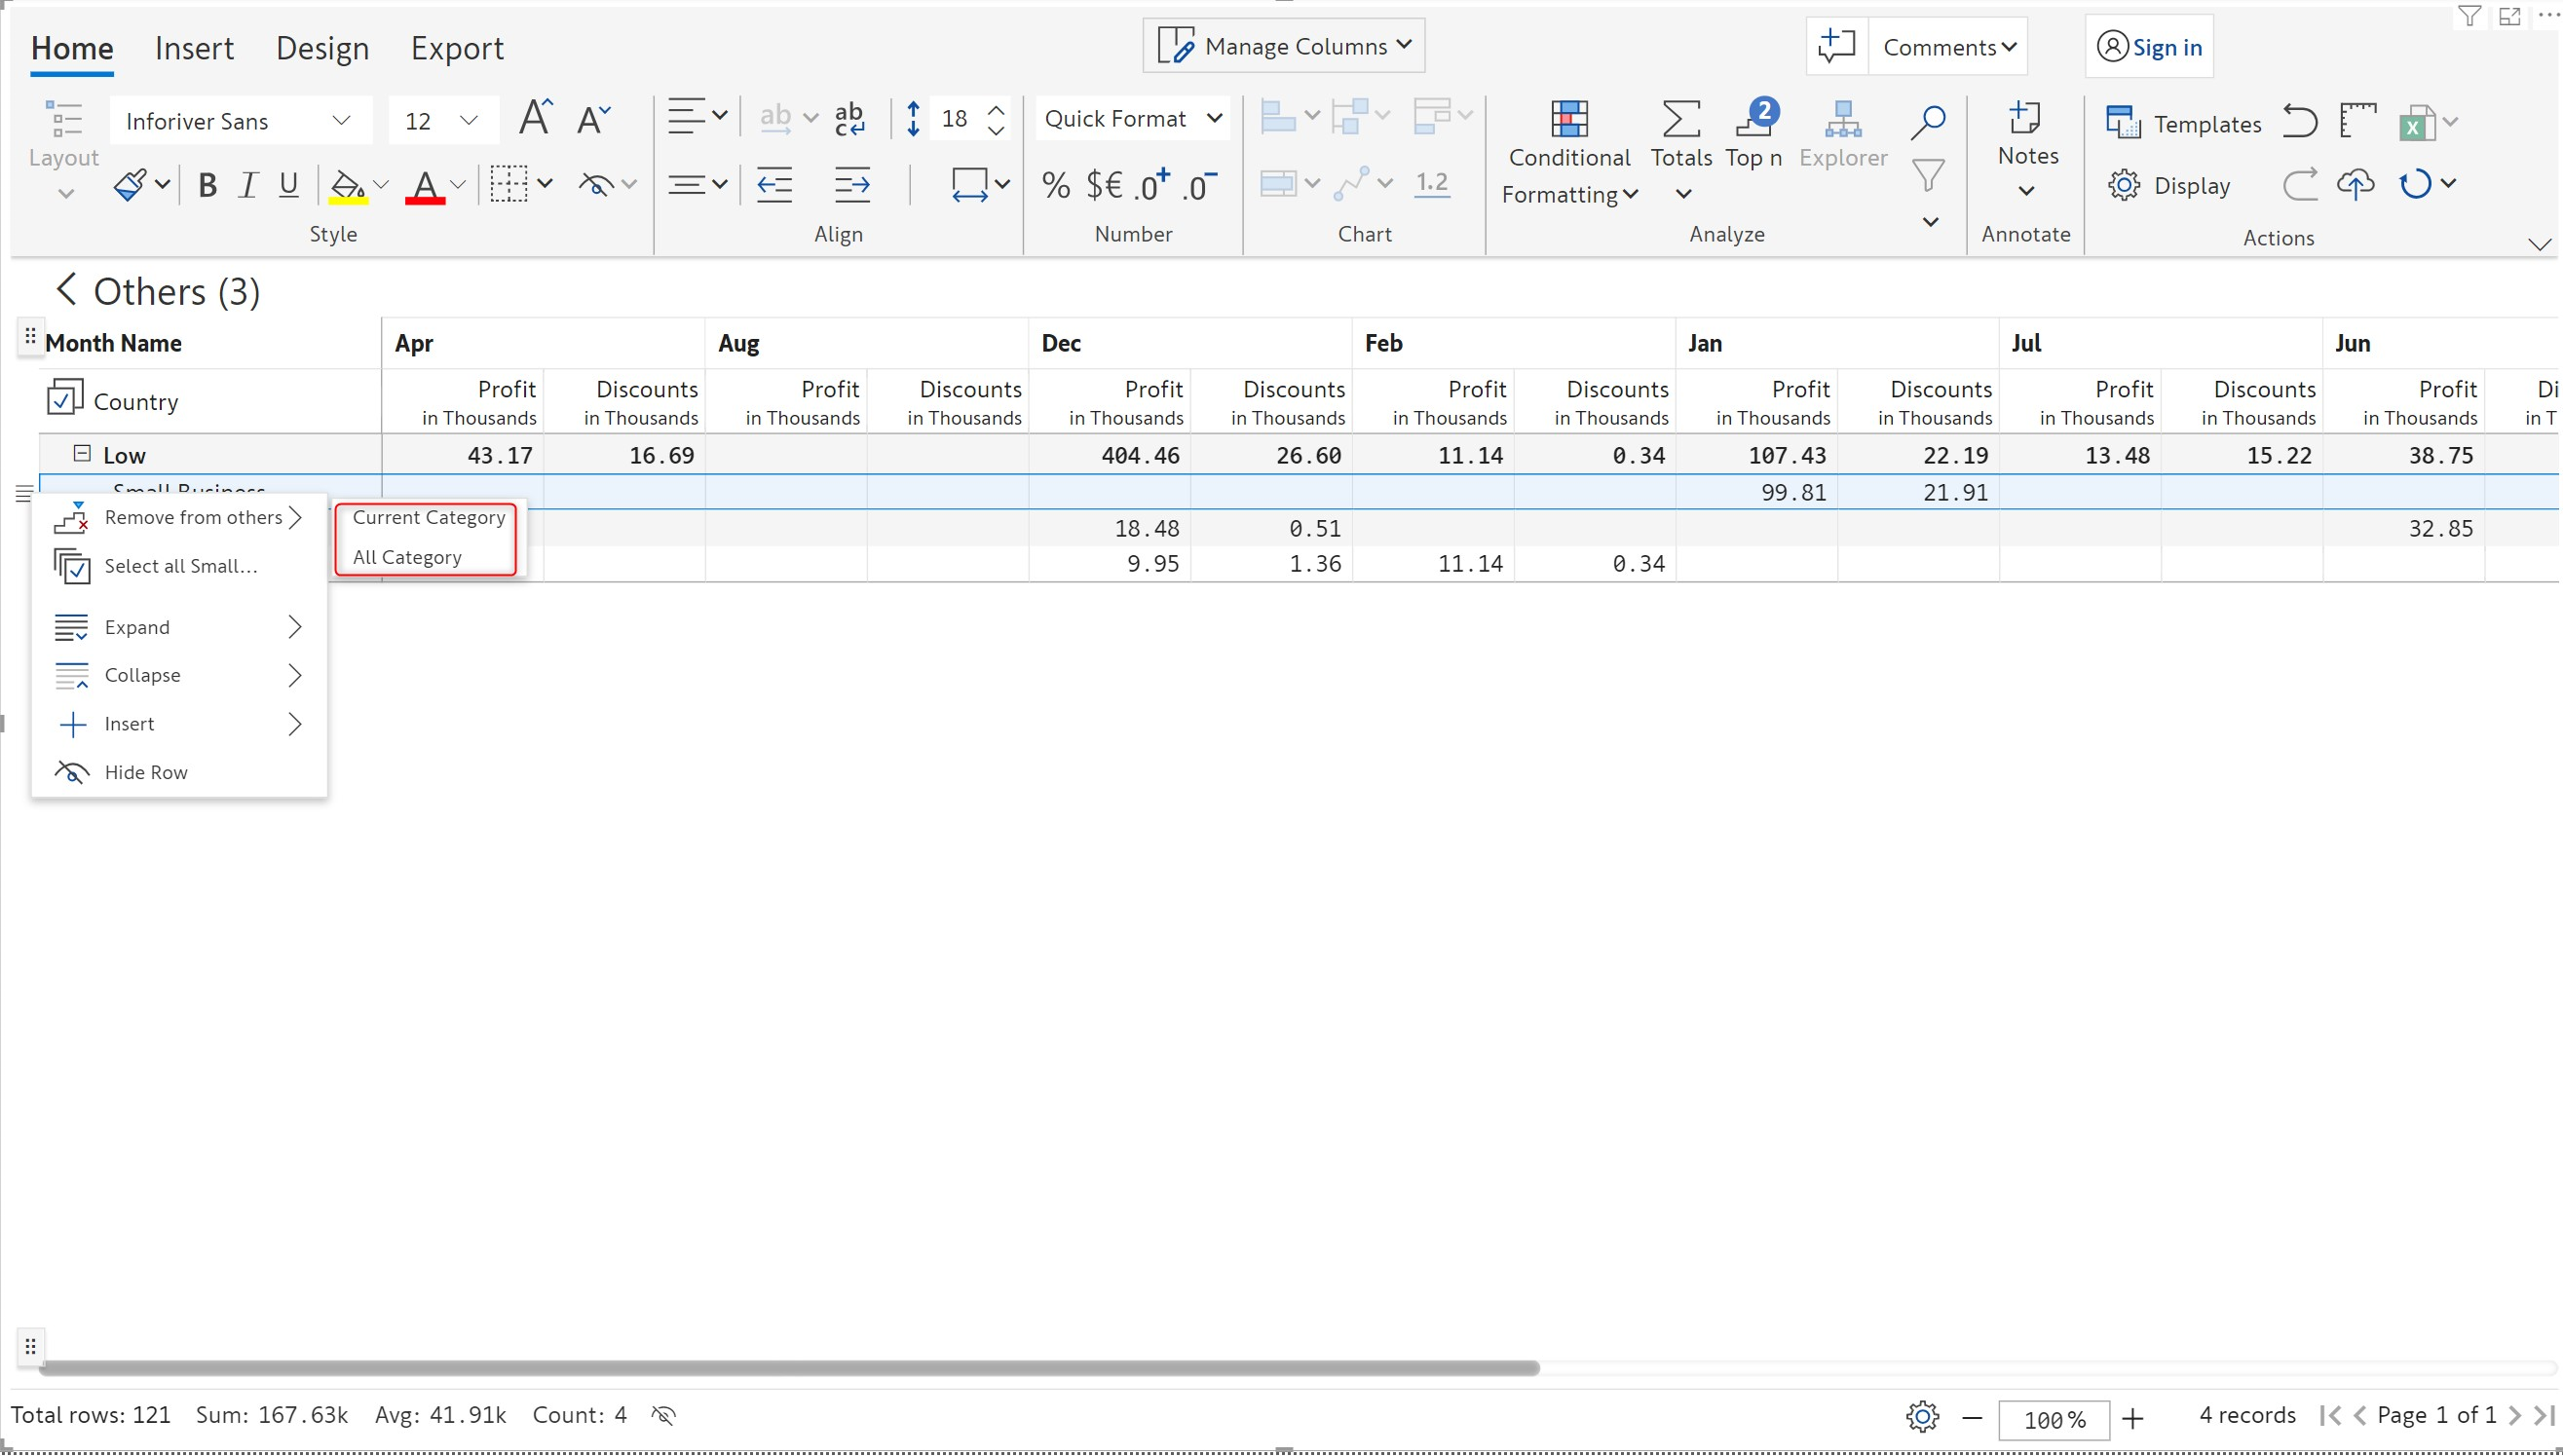 Home Insert Design Export Manage Columns Comments Sign in
Inforiver Sans 12 A A ab ab c 18 Quick Format 2 Templates
Layout Conditional Totals Top n Explorer Notes
B I U A % $€ .0+ .0- 1.2 Formatting Display
Style Align Number Chart Analyze Annotate Actions
Others (3)
Month Name Apr Aug Dec Feb Jan Jul Jun
Country Profit Discounts Profit Discounts Profit Discounts Profit Discounts Profit Discounts Profit Discounts Profit Di
in Thousands in Thousands in Thousands in Thousands in Thousands in Thousands in Thousands in Thousands in Thousands in Thousands in Thousands in Thousands in Thousands in T
Low 43.17 16.69 404.46 26.60 11.14 0.34 107.43 22.19 13.48 15.22 38.75
Small Business 99.81 21.91
18.48 0.51 32.85
9.95 1.36 11.14 0.34
Remove from others
Current Category
All Category
Select all Small...
Expand
Collapse
Insert
Hide Row
Total rows: 121 Sum: 167.63k Avg: 41.91k Count: 4 100% 4 records Page 1 of 1